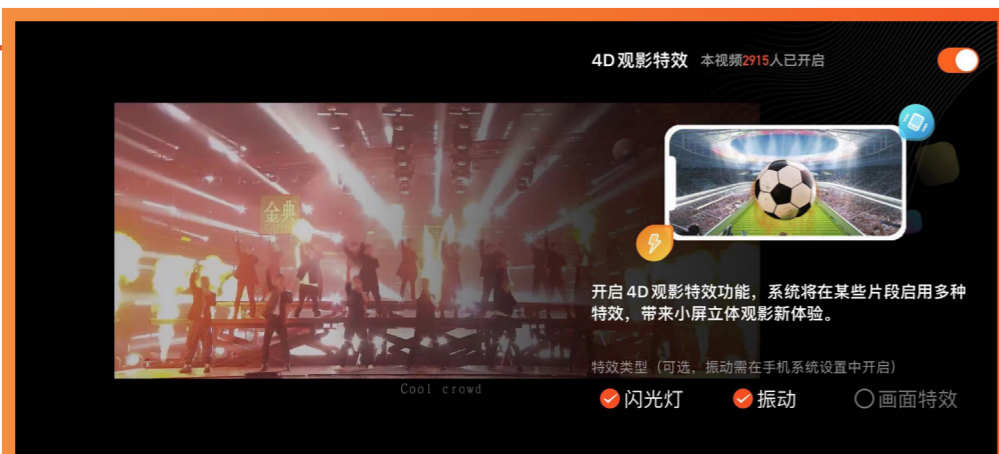 4D观影特效 本视频2915人已开启
金典
开启4D观影特效功能，系统将在某些片段启用多种
特效，带来小屏立体观影新体验。
特效类型（可选，振动需在手机系统设置中开启）
Cool crowd
闪光灯 振动 画面特效